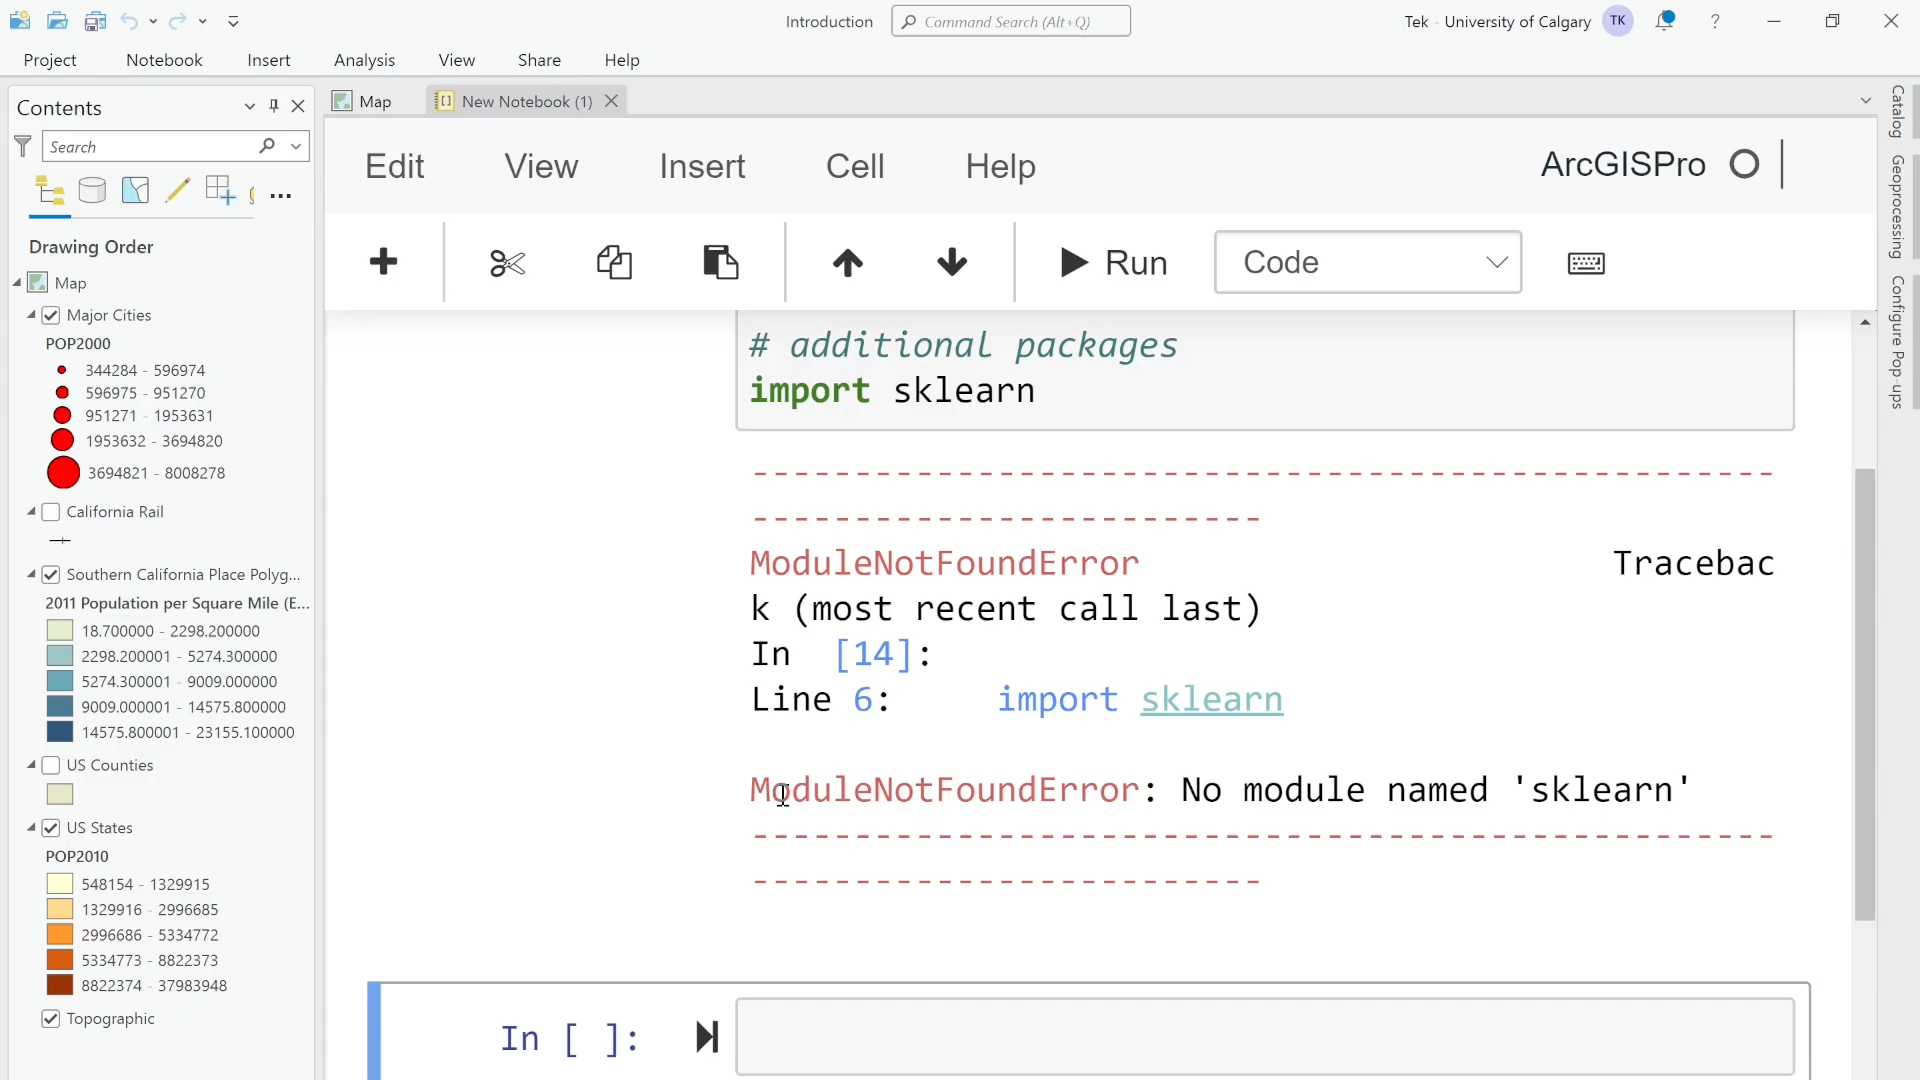 Introduction
Command Search (Alt+Q)
Tek - University of Calgary
TK
?
Project
Notebook
Insert
Analysis
View
Share
Help
Contents
Search
Drawing Order
Map
Major Cities
POP2000
344284 - 596974
596975 - 951270
951271 - 1953631
1953632 - 3694820
3694821 - 8008278
California Rail
Southern California Place Polyg...
2011 Population per Square Mile (E...
18.700000 - 2298.200000
2298.200001 - 5274.300000
5274.300001 - 9009.000000
9009.000001 - 14575.800000
14575.800001 - 23155.100000
US Counties
US States
POP2010
548154 - 1329915
1329916 - 2996685
2996686 - 5334772
5334773 - 8822373
8822374 - 37983948
Topographic
Map
New Notebook (1)
Edit
View
Insert
Cell
Help
ArcGISPro
Run
Code
# additional packages
import sklearn
---------------------------------------------------
--------------------------
ModuleNotFoundError Tracebac
k (most recent call last)
In [14]:
Line 6: import sklearn
ModuleNotFoundError: No module named 'sklearn'
---------------------------------------------------
--------------------------
In [ ]:
Catalog
Geoprocessing
Configure Pop-ups